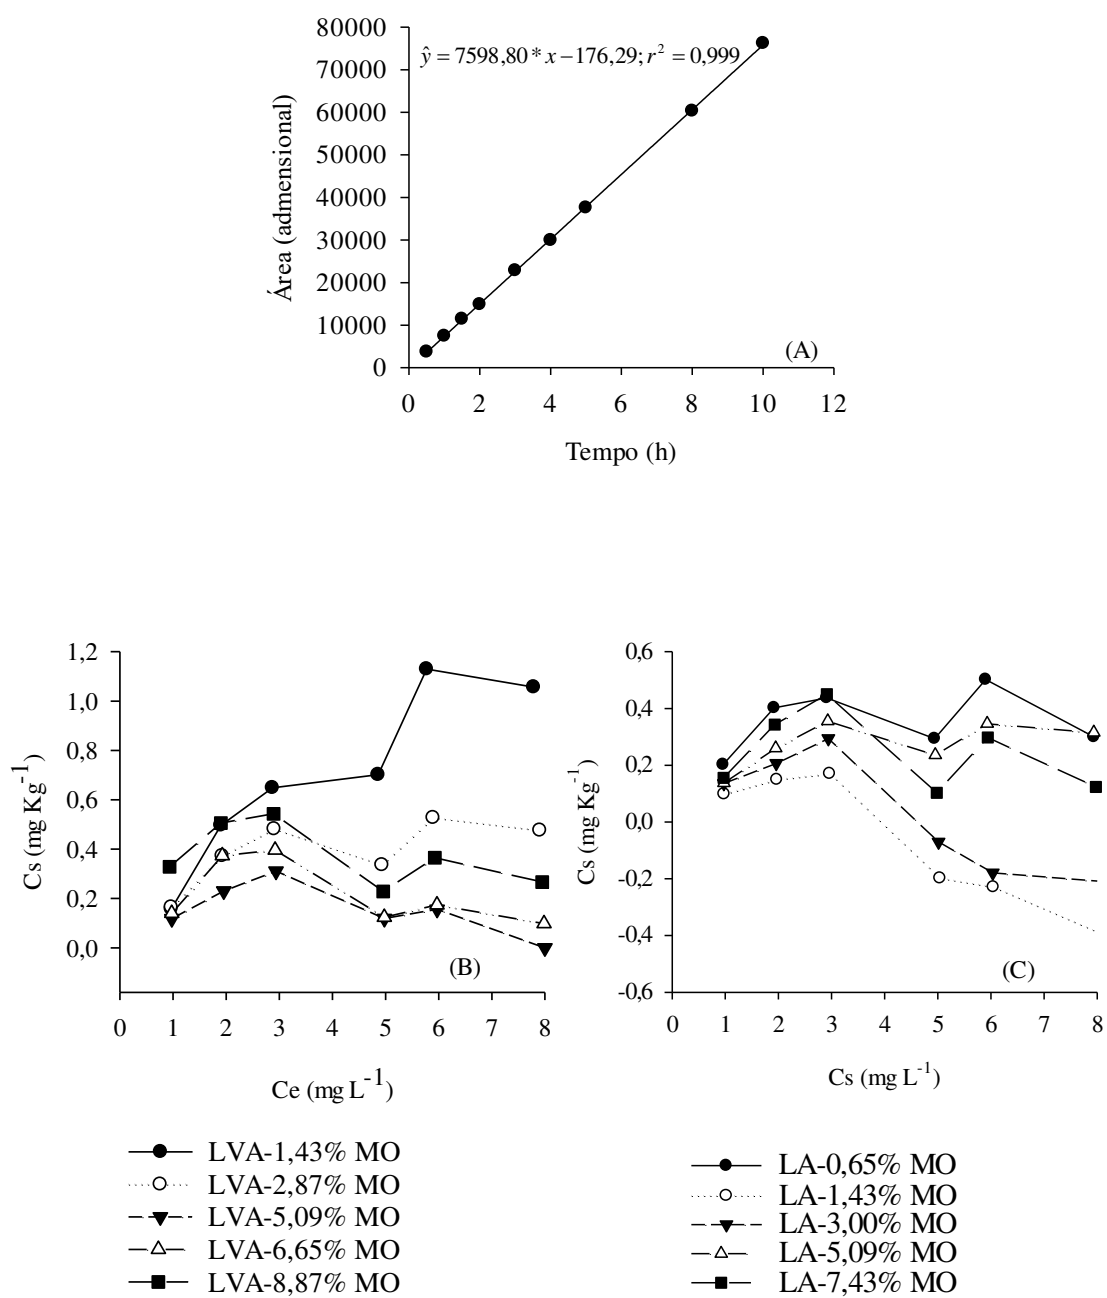 80000
70000
60000
50000
40000
30000
20000
10000
0
Área (admensional)
ŷ = 7598,80 * x − 176,29; r² = 0,999
(A)
0 2 4 6 8 10 12
Tempo (h)
1,2
1,0
0,8
0,6
0,4
0,2
0,0
Cs (mg Kg⁻¹)
(B)
0 1 2 3 4 5 6 7 8
Ce (mg L⁻¹)
0,6
0,4
0,2
0,0
-0,2
-0,4
-0,6
Cs (mg Kg⁻¹)
(C)
0 1 2 3 4 5 6 7 8
Cs (mg L⁻¹)
LVA-1,43% MO
LVA-2,87% MO
LVA-5,09% MO
LVA-6,65% MO
LVA-8,87% MO
LA-0,65% MO
LA-1,43% MO
LA-3,00% MO
LA-5,09% MO
LA-7,43% MO